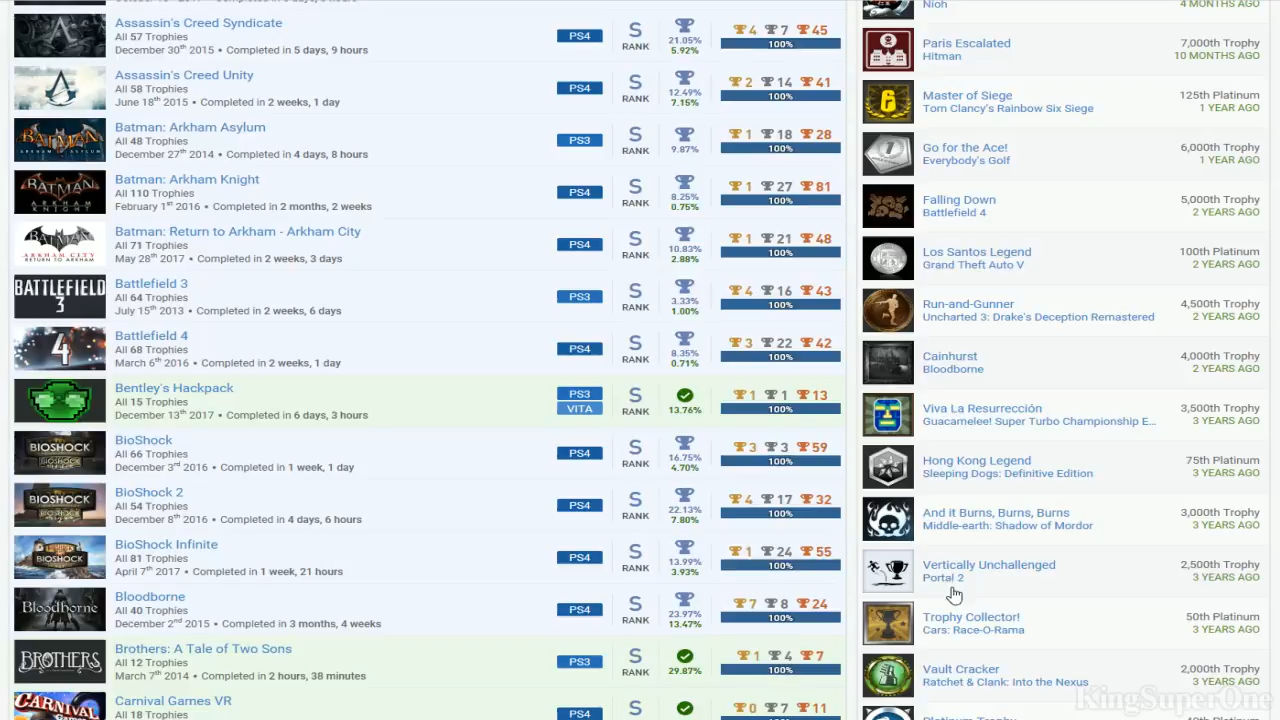 Assassin's Creed Syndicate
All 57 Trophies
December 30th 2015 • Completed in 5 days, 9 hours
PS4
S
RANK
21.05%
5.92%
4 7 45
100%
Assassin's Creed Unity
All 58 Trophies
June 18th 2015 • Completed in 2 weeks, 1 day
PS4
S
RANK
12.49%
7.15%
2 14 41
100%
BATMAN
ARKHAM ASYLUM
Batman: Arkham Asylum
All 48 Trophies
December 27th 2014 • Completed in 4 days, 8 hours
PS3
S
RANK
9.87%
1 18 28
100%
BATMAN
ARKHAM KNIGHT
Batman: Arkham Knight
All 110 Trophies
February 1st 2016 • Completed in 2 months, 2 weeks
PS4
S
RANK
8.25%
0.75%
1 27 81
100%
BATMAN
ARKHAM CITY
RETURN TO ARKHAM
Batman: Return to Arkham - Arkham City
All 71 Trophies
May 28th 2017 • Completed in 2 weeks, 3 days
PS4
S
RANK
10.83%
2.88%
1 21 48
100%
BATTLEFIELD
3
Battlefield 3
All 64 Trophies
July 15th 2013 • Completed in 2 weeks, 6 days
PS3
S
RANK
3.33%
1.00%
4 16 43
100%
4
Battlefield 4
All 68 Trophies
March 6th 2016 • Completed in 2 weeks, 1 day
PS4
S
RANK
8.35%
0.71%
3 22 42
100%
Bentley's Hackpack
All 15 Trophies
December 13th 2017 • Completed in 6 days, 3 hours
PS3
VITA
S
RANK
13.76%
1 1 13
100%
BIOSHOCK
BioShock
All 66 Trophies
December 3rd 2016 • Completed in 1 week, 1 day
PS4
S
RANK
16.75%
4.70%
3 3 59
100%
BIOSHOCK
BioShock 2
All 54 Trophies
December 8th 2016 • Completed in 4 days, 6 hours
PS4
S
RANK
22.13%
7.80%
4 17 32
100%
BIOSHOCK
BioShock Infinite
All 81 Trophies
April 7th 2017 • Completed in 1 week, 21 hours
PS4
S
RANK
13.99%
3.93%
1 24 55
100%
Bloodborne
Bloodborne
All 40 Trophies
December 2nd 2015 • Completed in 3 months, 4 weeks
PS4
S
RANK
23.97%
13.47%
7 8 24
100%
BROTHERS
Brothers: A Tale of Two Sons
All 12 Trophies
March 7th 2014 • Completed in 2 hours, 38 minutes
PS3
S
RANK
29.87%
1 4 7
100%
CARNIVAL
Carnival Games VR
All 18 Trophies
PS4
S
0 7 11
Nioh
4 MONTHS AGO
Paris Escalated
Hitman
7,000th Trophy
10 MONTHS AGO
6
Master of Siege
Tom Clancy's Rainbow Six Siege
125th Platinum
1 YEAR AGO
1
Go for the Ace!
Everybody's Golf
6,000th Trophy
1 YEAR AGO
Falling Down
Battlefield 4
5,000th Trophy
2 YEARS AGO
Los Santos Legend
Grand Theft Auto V
100th Platinum
2 YEARS AGO
Run-and-Gunner
Uncharted 3: Drake's Deception Remastered
4,500th Trophy
2 YEARS AGO
Cainhurst
Bloodborne
4,000th Trophy
2 YEARS AGO
Viva La Resurrección
Guacamelee! Super Turbo Championship E...
3,500th Trophy
3 YEARS AGO
Hong Kong Legend
Sleeping Dogs: Definitive Edition
75th Platinum
3 YEARS AGO
And it Burns, Burns, Burns
Middle-earth: Shadow of Mordor
3,000th Trophy
3 YEARS AGO
Vertically Unchallenged
Portal 2
2,500th Trophy
3 YEARS AGO
Trophy Collector!
Cars: Race-O-Rama
50th Platinum
3 YEARS AGO
Vault Cracker
Ratchet & Clank: Into the Nexus
2,000th Trophy
3 YEARS AGO
KingSuperOne